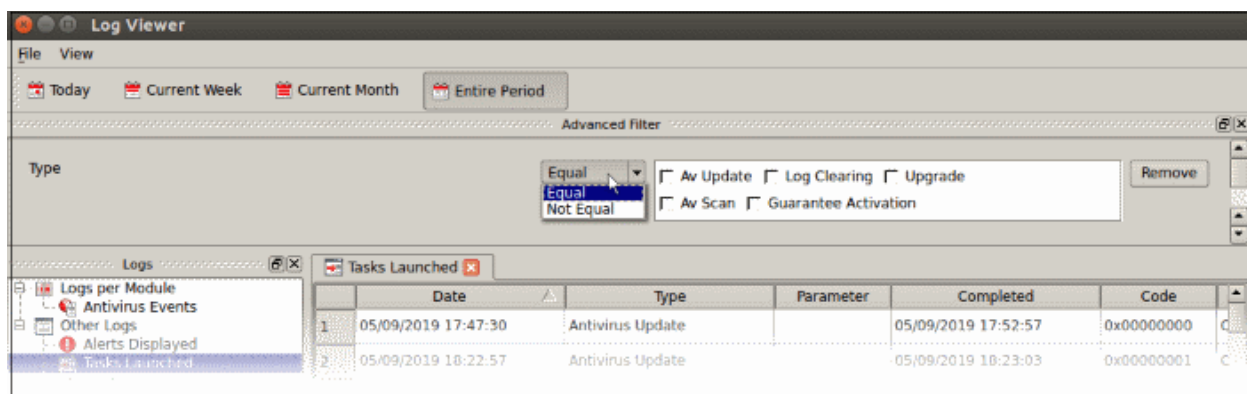 Log Viewer
File View
Today Current Week Current Month Entire Period
Advanced Filter
Type Equal Av Update Log Clearing Upgrade Remove
Equal
Not Equal Av Scan Guarantee Activation
Logs Tasks Launched
Logs per Module Date Type Parameter Completed Code
Antivirus Events
Other Logs 1 05/09/2019 17:47:30 Antivirus Update 05/09/2019 17:52:57 0x00000000
Alerts Displayed
Tasks Launched 2 05/09/2019 18:22:57 Antivirus Update 05/09/2019 18:23:03 0x00000001